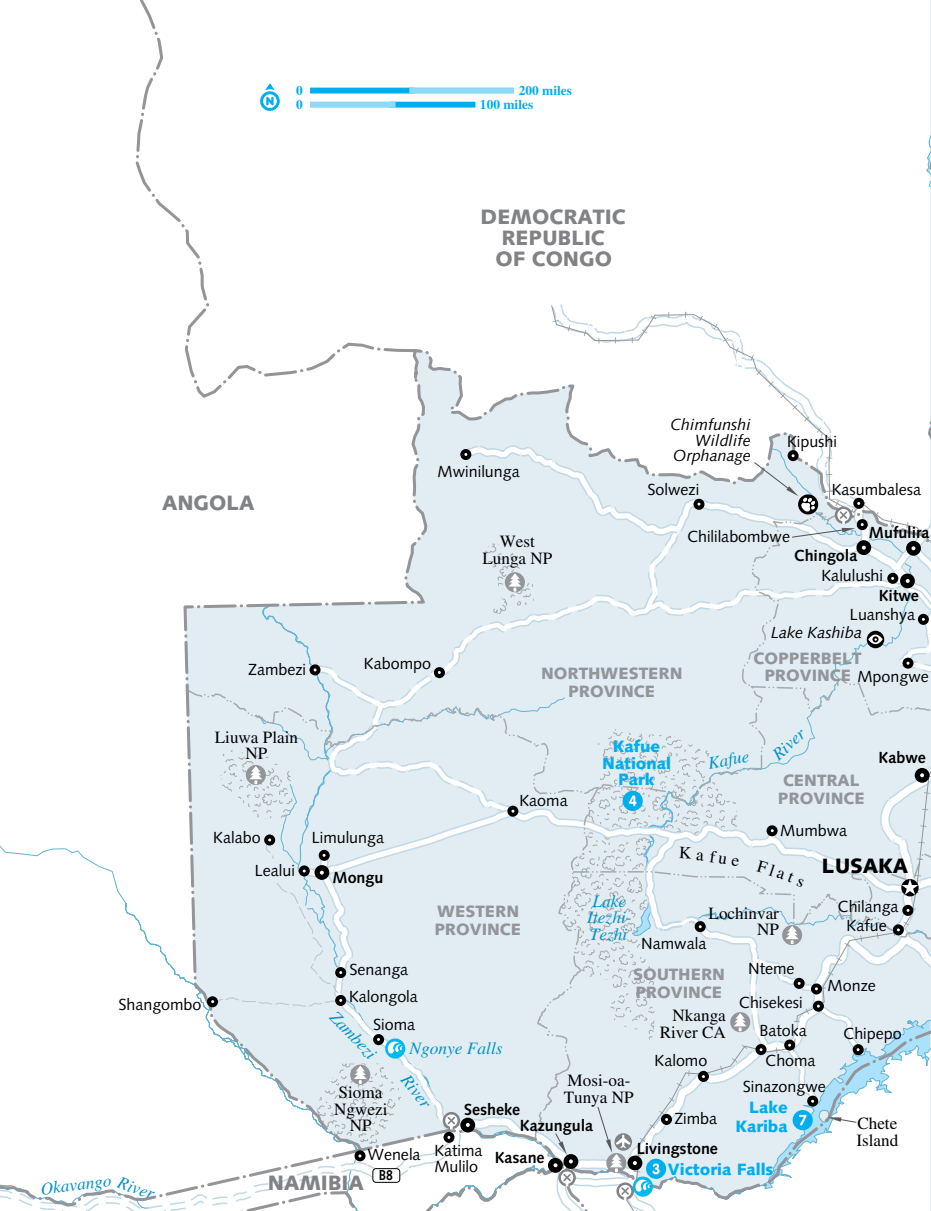 N
0 200 miles
0 100 miles
DEMOCRATIC
REPUBLIC
OF CONGO
Chimfunshi
Wildlife
Orphanage
Kipushi
Mwinilunga
Solwezi
Kasumbalesa
ANGOLA
Chililabombwe
Mufulira
Chingola
West
Lunga NP
Kalulushi
Kitwe
Luanshya
Lake Kashiba
Zambezi
Kabompo
NORTHWESTERN
PROVINCE
COPPERBELT
PROVINCE
Mpongwe
Liuwa Plain
NP
Kafue
National
Park
4
Kafue
River
Kabwe
CENTRAL
PROVINCE
Kaoma
Mumbwa
Kalabo
Limulunga
Lealui
Mongu
Kafue Flats
LUSAKA
WESTERN
PROVINCE
Lake
Itezhi
Tezhi
Lochinvar
NP
Chilanga
Kafue
Namwala
Senanga
Kalongola
Shangombo
SOUTHERN
PROVINCE
Nteme
Monze
Chisekesi
Nkanga
River CA
Batoka
Chipepo
Choma
Zambezi
River
Sioma
Ngonye Falls
Kalomo
Sioma
Ngwezi
NP
Mosi-oa-
Tunya NP
Sinazongwe
Lake
Kariba
7
Chete
Island
Zimba
Sesheke
Kazungula
Katima
Mulilo
Wenela
Kasane
Livingstone
3 Victoria Falls
B8
NAMIBIA
Okavango River